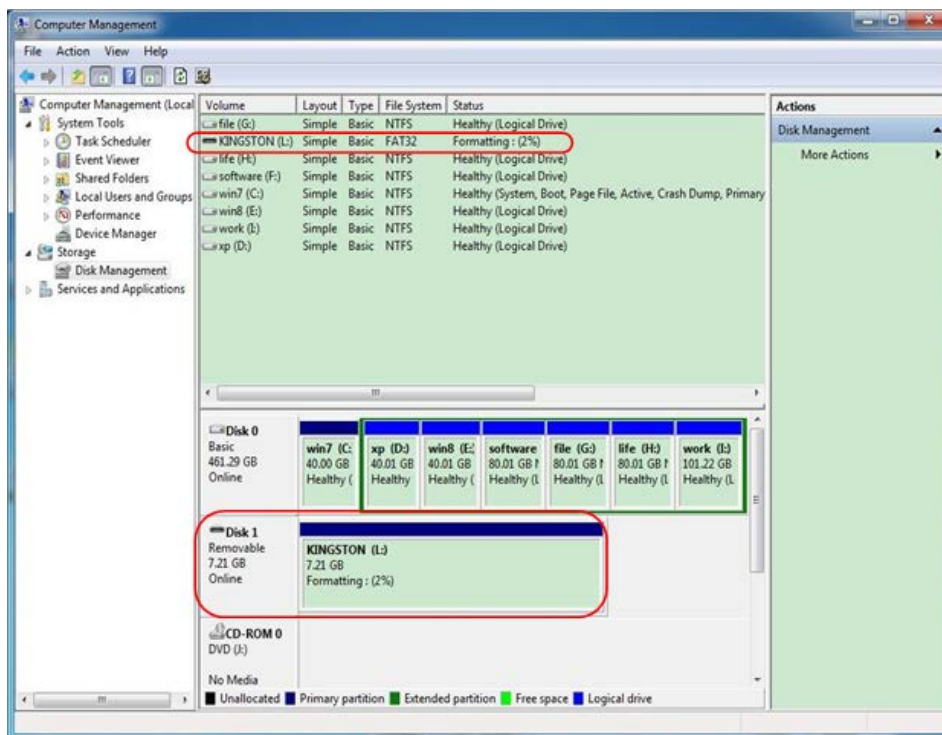 Computer Management
File Action View Help
Computer Management (Local
System Tools
Task Scheduler
Event Viewer
Shared Folders
Local Users and Groups
Performance
Device Manager
Storage
Disk Management
Services and Applications
Volume Layout Type File System Status
file (G:) Simple Basic NTFS Healthy (Logical Drive)
KINGSTON (L:) Simple Basic FAT32 Formatting : (2%)
life (H:) Simple Basic NTFS Healthy (Logical Drive)
software (F:) Simple Basic NTFS Healthy (Logical Drive)
win7 (C:) Simple Basic NTFS Healthy (System, Boot, Page File, Active, Crash Dump, Primary
win8 (E:) Simple Basic NTFS Healthy (Logical Drive)
work (I:) Simple Basic NTFS Healthy (Logical Drive)
xp (D:) Simple Basic NTFS Healthy (Logical Drive)
Actions
Disk Management
More Actions
Disk 0
Basic
461.29 GB
Online
win7 (C:
40.00 GB
Healthy (
xp (D:)
40.01 GB
Healthy
win8 (E:
40.01 GB
Healthy (
software
80.01 GB
Healthy (L
file (G:)
80.01 GB
Healthy (L
life (H:)
80.01 GB
Healthy (L
work (I:)
101.22 GB
Healthy (L
Disk 1
Removable
7.21 GB
Online
KINGSTON (L:)
7.21 GB
Formatting : (2%)
CD-ROM 0
DVD (J:)
No Media
Unallocated Primary partition Extended partition Free space Logical drive